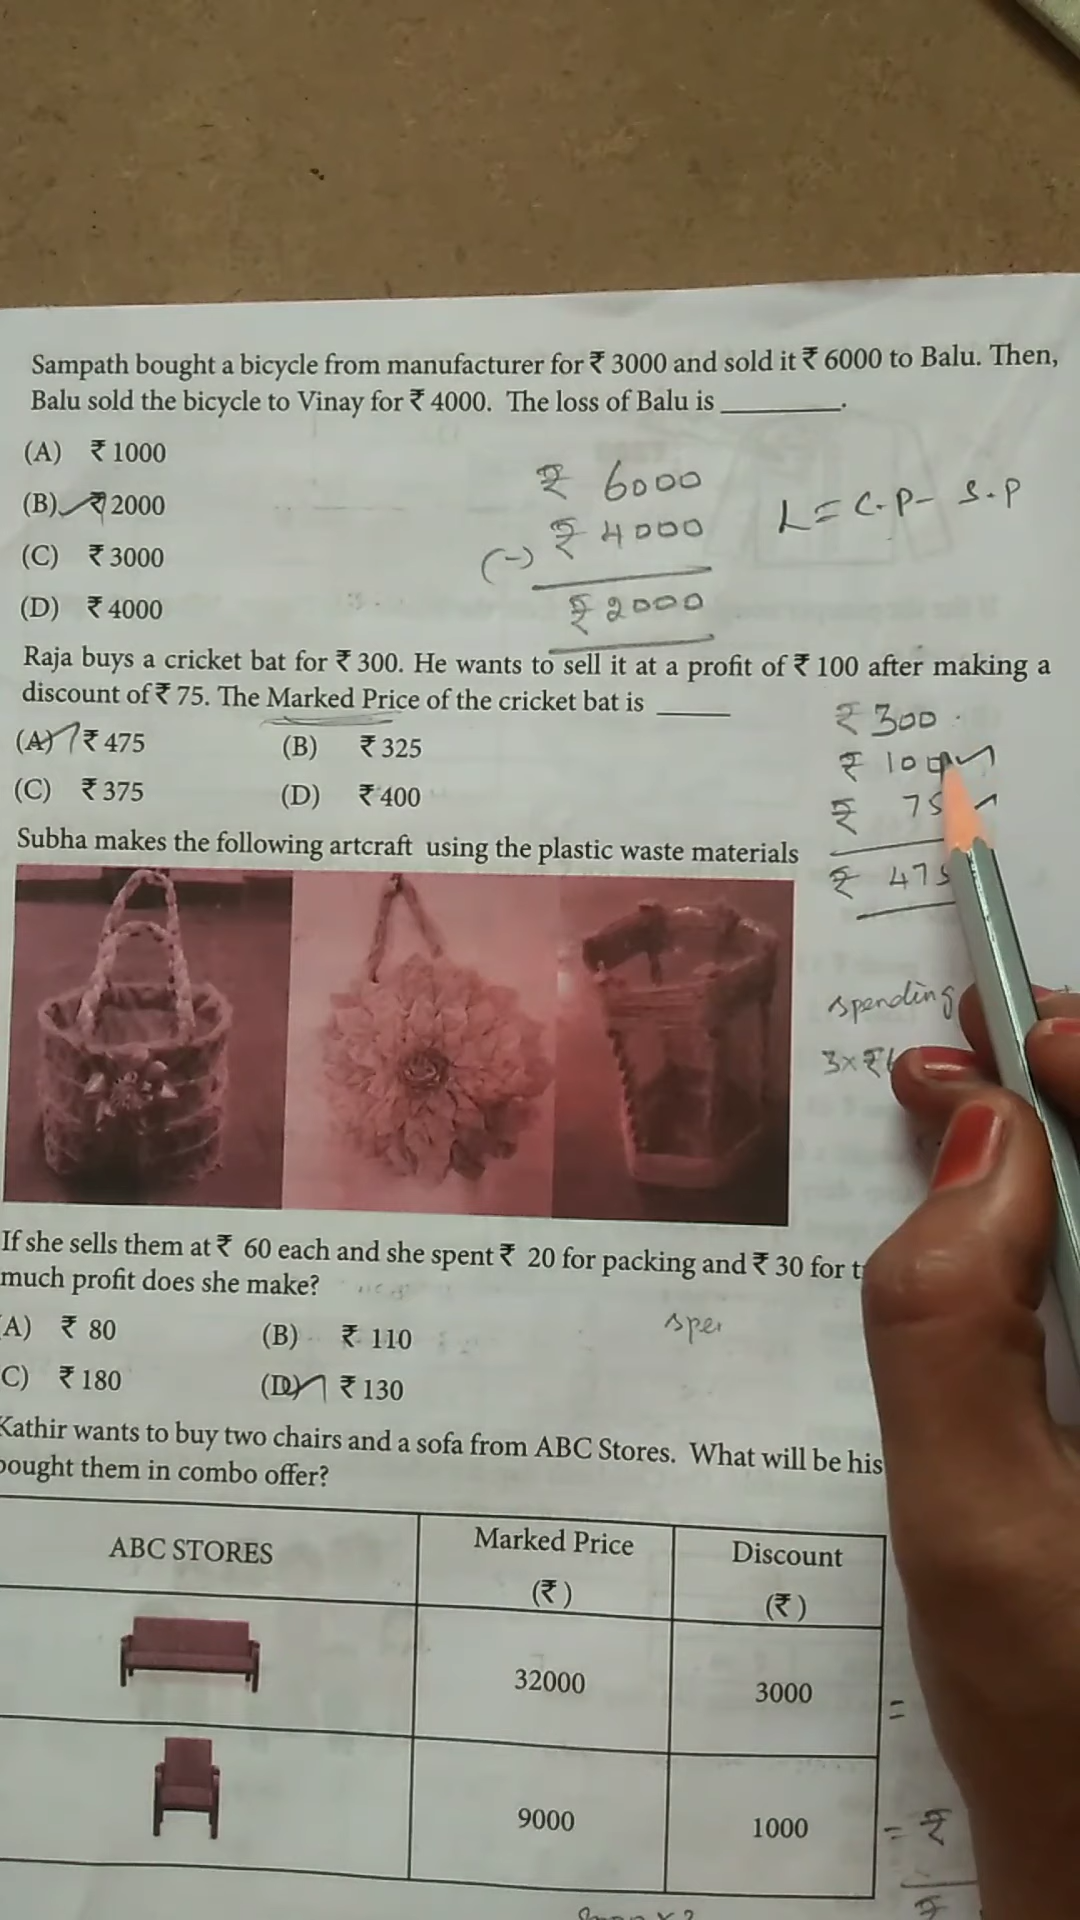 Sampath bought a bicycle from manufacturer for ₹ 3000 and sold it ₹ 6000 to Balu. Then,
Balu sold the bicycle to Vinay for ₹ 4000. The loss of Balu is ________.
(A) ₹ 1000
(B) ₹ 2000
(C) ₹ 3000
(D) ₹ 4000
₹ 6000
(-) ₹ 4000
₹ 2000
L = C.P - S.P
Raja buys a cricket bat for ₹ 300. He wants to sell it at a profit of ₹ 100 after making a
discount of ₹ 75. The Marked Price of the cricket bat is _____
(A) ₹ 475 (B) ₹ 325
(C) ₹ 375 (D) ₹ 400
₹ 300
₹ 100
₹ 75
₹ 475
Subha makes the following artcraft using the plastic waste materials
spending
3×₹6
If she sells them at ₹ 60 each and she spent ₹ 20 for packing and ₹ 30 for
much profit does she make?
A) ₹ 80 (B) ₹ 110
C) ₹ 180 (D) ₹ 130
spe
Kathir wants to buy two chairs and a sofa from ABC Stores. What will be his
bought them in combo offer?
ABC STORES Marked Price (₹) Discount (₹)
32000 3000 =
9000 1000 = ₹
₹